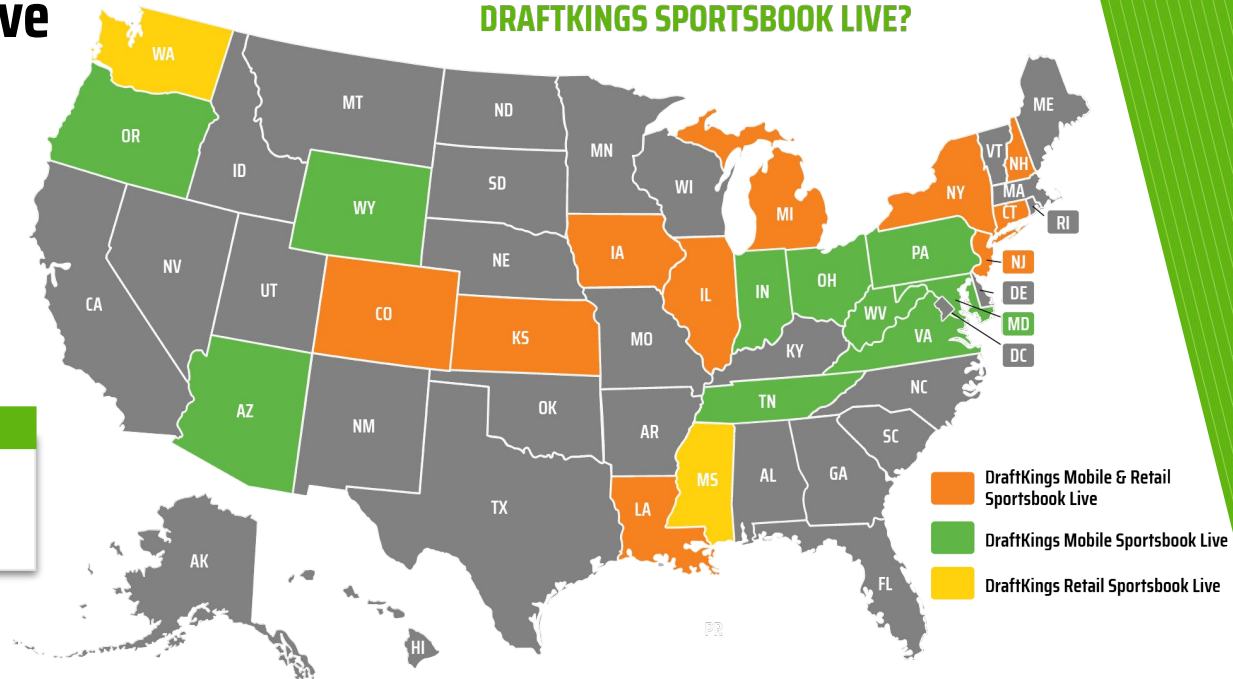 ve
DRAFTKINGS SPORTSBOOK LIVE?
WA
MT
ND
ME
OR
MN
VT
NH
ID
SD
WI
MA
WY
NY
MI
CT
RI
NE
IA
PA
NJ
NV
UT
IL
IN
OH
DE
CA
CO
WV
MD
KS
MO
VA
DC
KY
AZ
NM
OK
TN
NC
AR
SC
MS
AL
GA
TX
LA
DraftKings Mobile & Retail
Sportsbook Live
DraftKings Mobile Sportsbook Live
AK
FL
DraftKings Retail Sportsbook Live
PR
HI